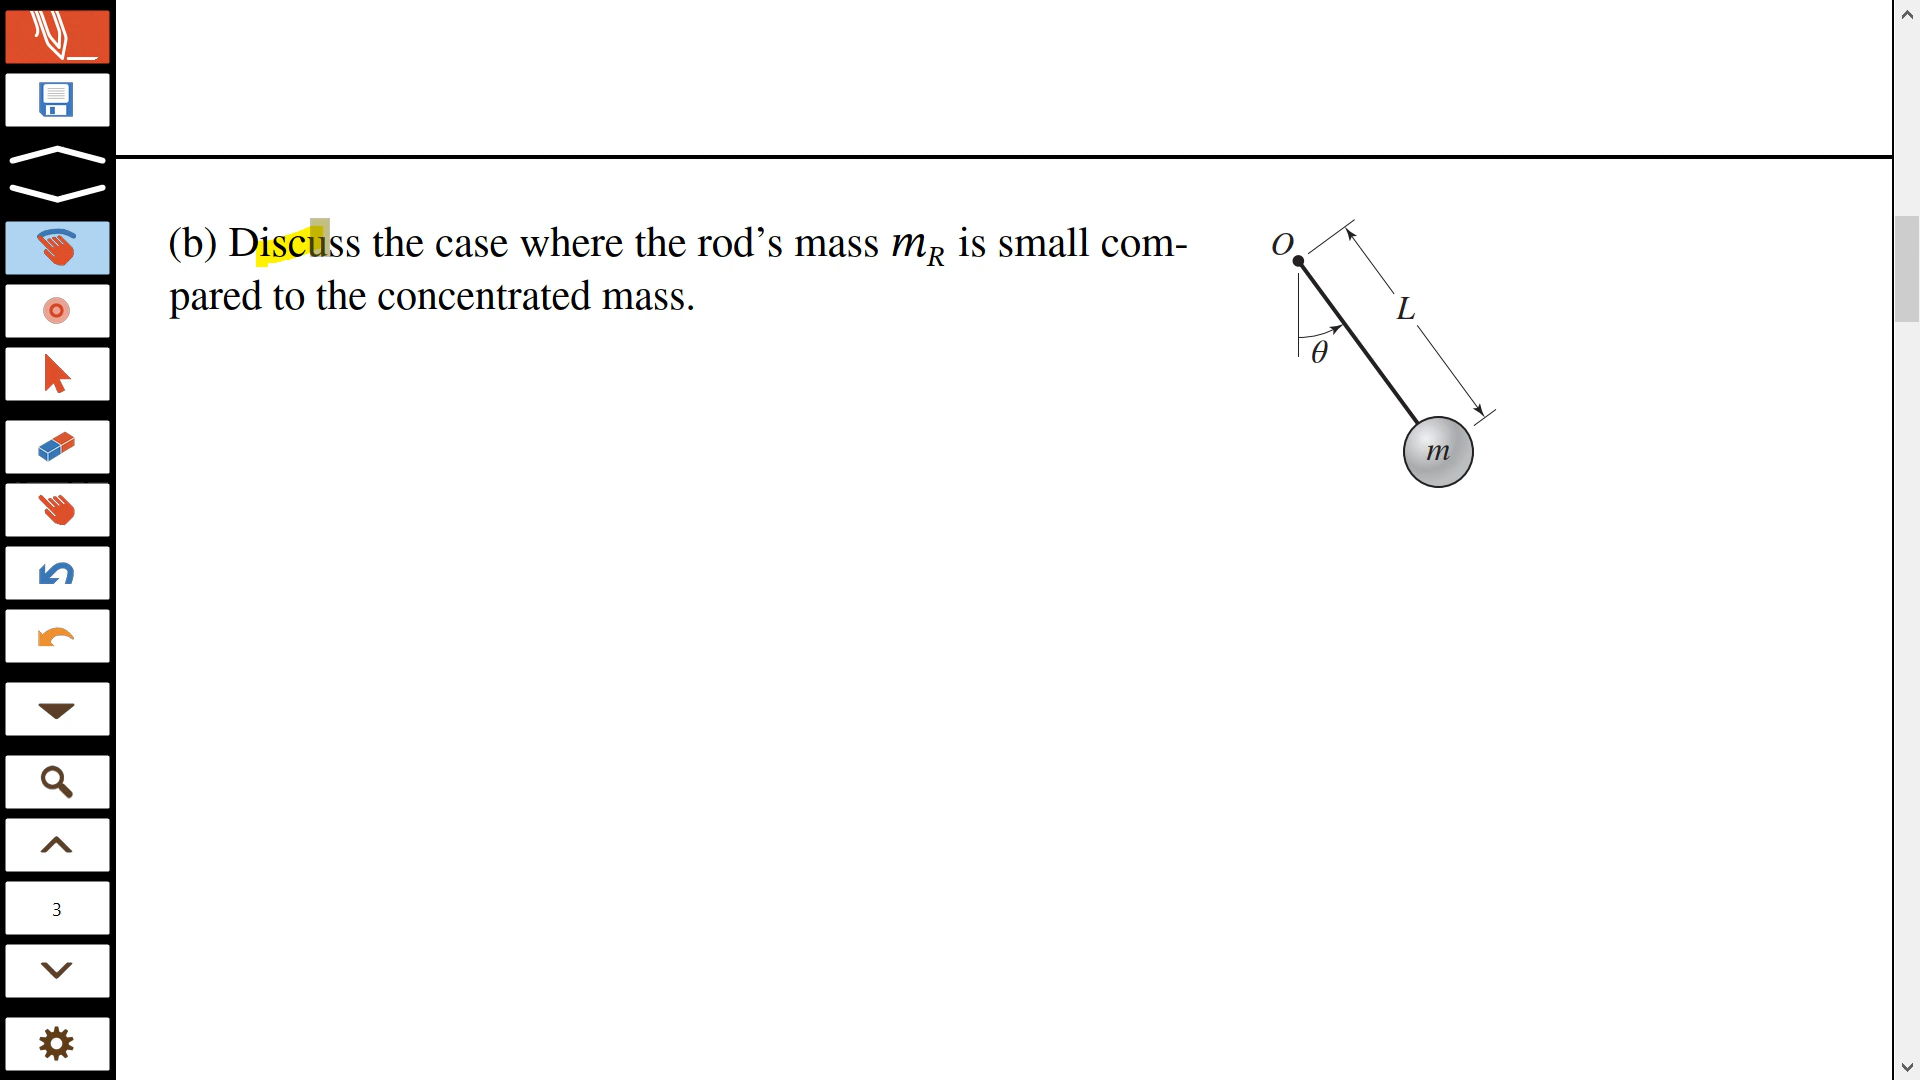 (b) Discuss the case where the rod's mass m_R is small com-
pared to the concentrated mass.
O
L
θ
m
3